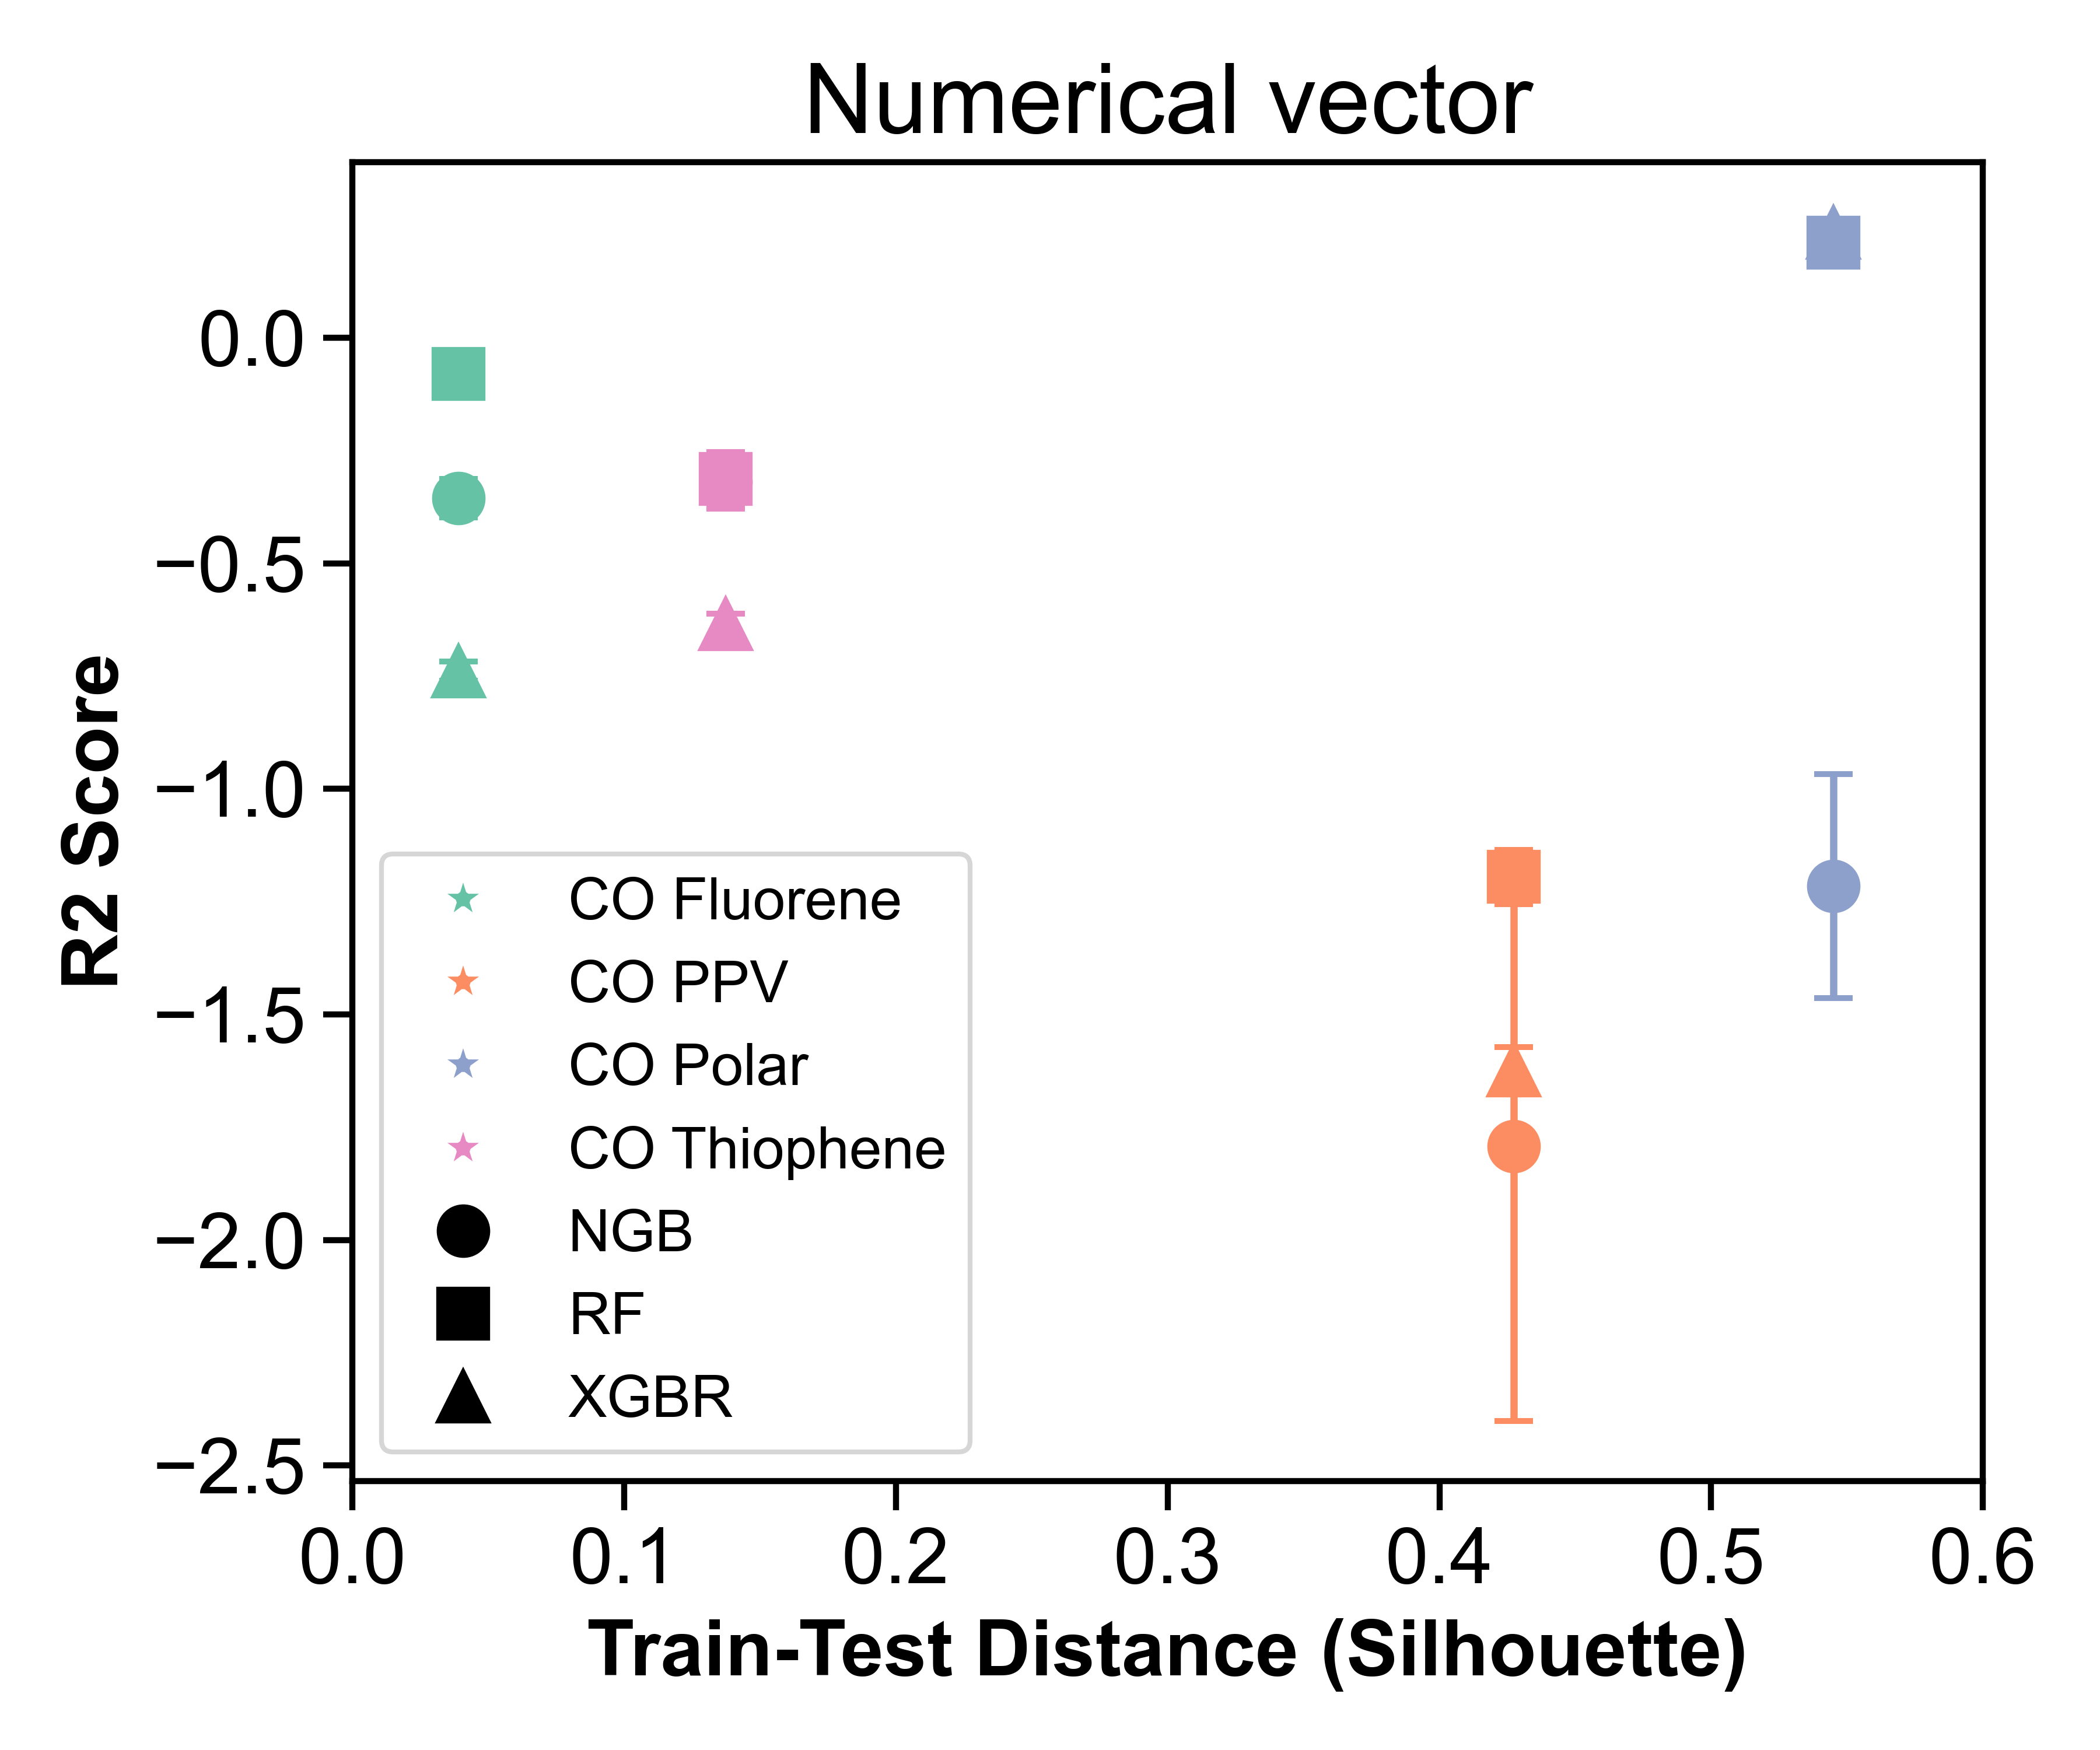 Numerical vector
R2 Score
0.0
−0.5
−1.0
−1.5
−2.0
−2.5
CO Fluorene
CO PPV
CO Polar
CO Thiophene
NGB
RF
XGBR
0.0 0.1 0.2 0.3 0.4 0.5 0.6
Train-Test Distance (Silhouette)